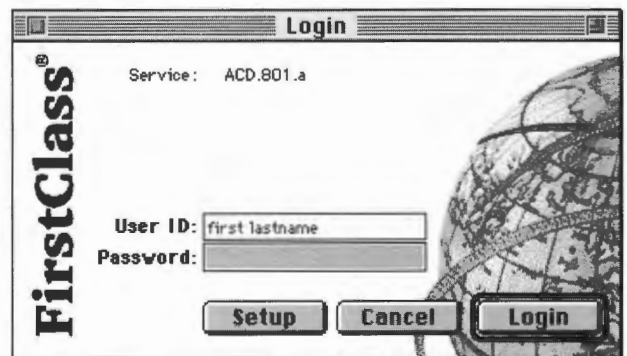 Login
FirstClass®
Service: ACD.801.a
User ID: first lastname
Password:
Setup Cancel Login